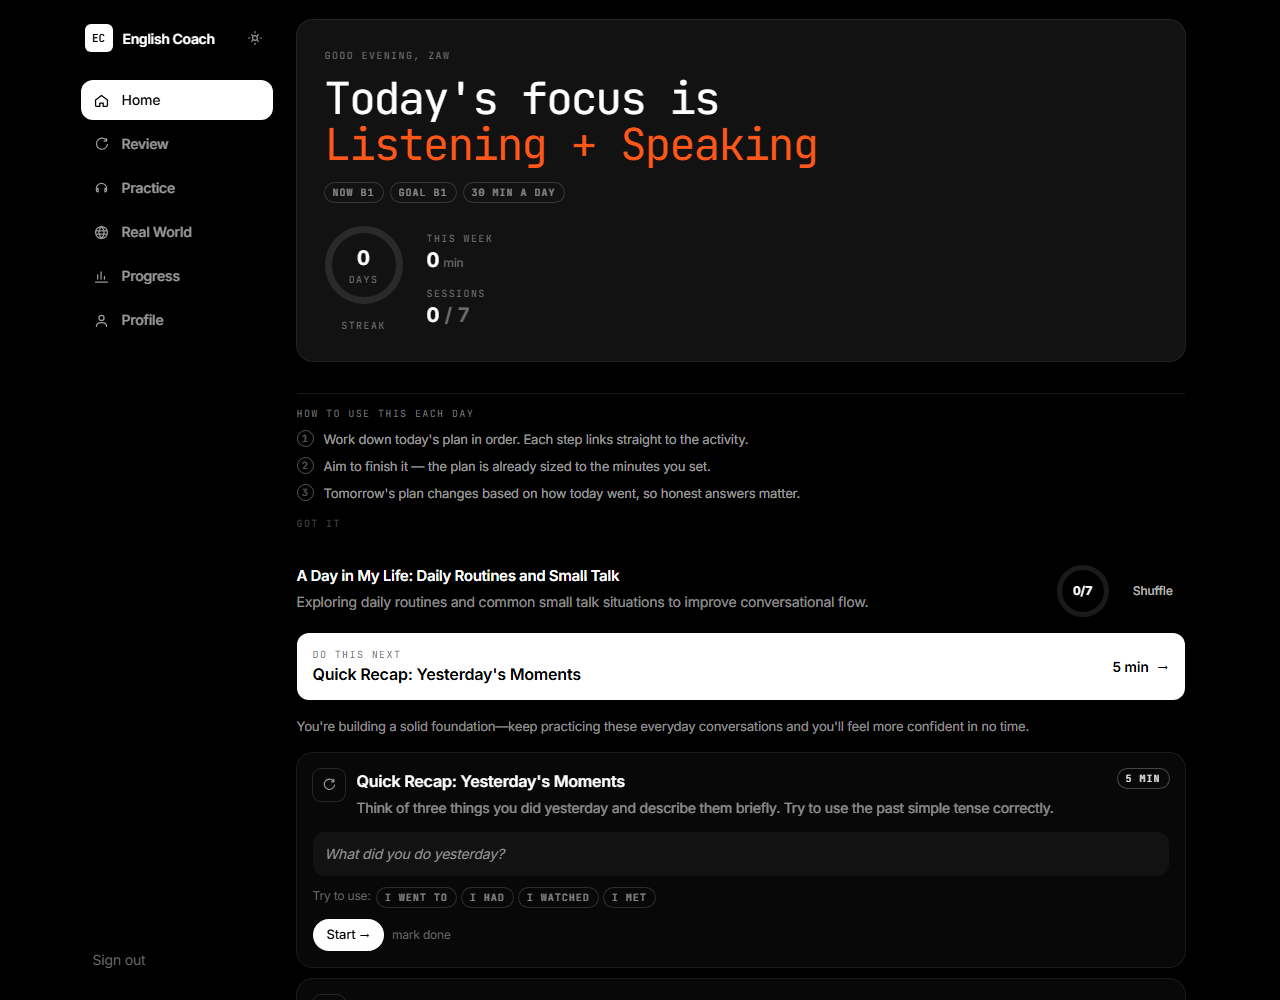 EC English Coach
Home
Review
Practice
Real World
Progress
Profile
Sign out
GOOD EVENING, ZAW
Today's focus is
Listening + Speaking
NOW B1 GOAL B1 30 MIN A DAY
0
DAYS
STREAK
THIS WEEK
0 min
SESSIONS
0 / 7
HOW TO USE THIS EACH DAY
1 Work down today's plan in order. Each step links straight to the activity.
2 Aim to finish it — the plan is already sized to the minutes you set.
3 Tomorrow's plan changes based on how today went, so honest answers matter.
GOT IT
A Day in My Life: Daily Routines and Small Talk
Exploring daily routines and common small talk situations to improve conversational flow.
0/7 Shuffle
DO THIS NEXT
Quick Recap: Yesterday's Moments
5 min →
You're building a solid foundation—keep practicing these everyday conversations and you'll feel more confident in no time.
Quick Recap: Yesterday's Moments
5 MIN
Think of three things you did yesterday and describe them briefly. Try to use the past simple tense correctly.
What did you do yesterday?
Try to use: I WENT TO I HAD I WATCHED I MET
Start → mark done